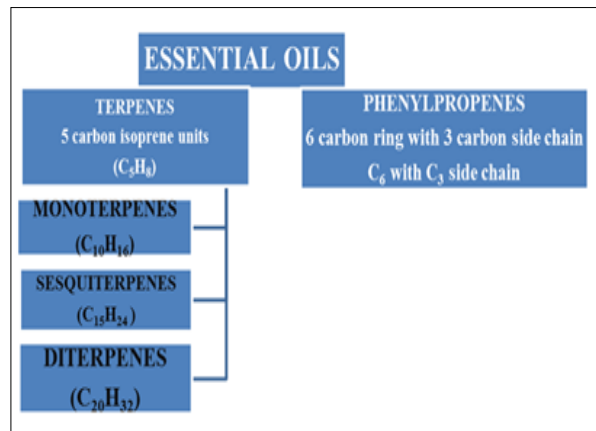 ESSENTIAL OILS
TERPENES
5 carbon isoprene units
(C₅H₈)
PHENYLPROPENES
6 carbon ring with 3 carbon side chain
C₆ with C₃ side chain
MONOTERPENES
(C₁₀H₁₆)
SESQUITERPENES
(C₁₅H₂₄)
DITERPENES
(C₂₀H₃₂)